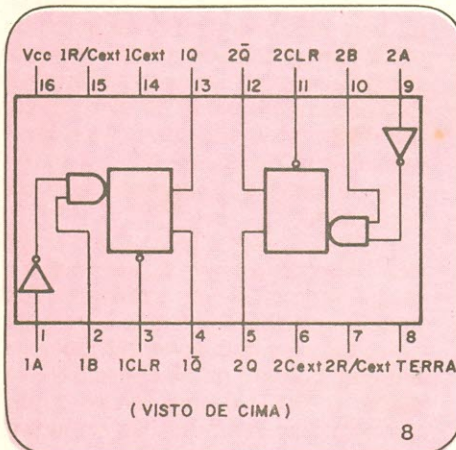 Vcc 1R/Cext 1Cext 1Q 2Q̄ 2CLR 2B 2A
16 15 14 13 12 11 10 9
1 2 3 4 5 6 7 8
1A 1B 1CLR 1Q̄ 2Q 2Cext 2R/Cext TERRA
(VISTO DE CIMA)
8